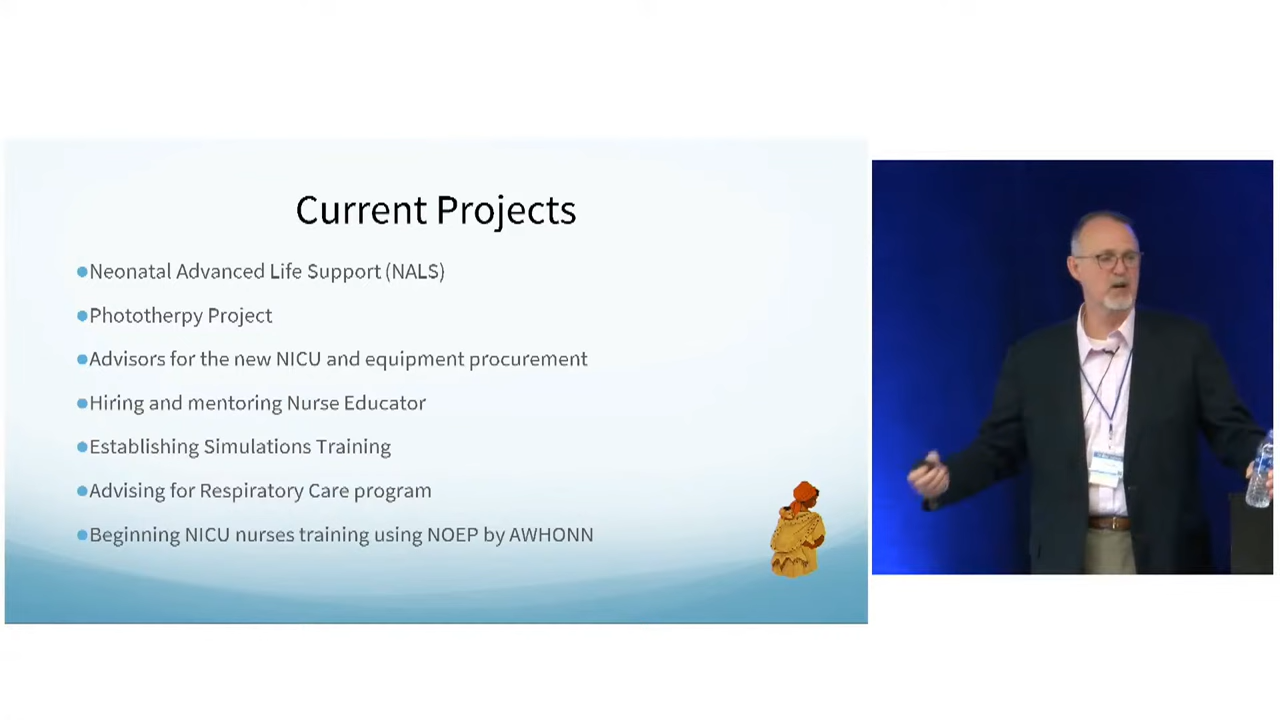 Current Projects
Neonatal Advanced Life Support (NALS)
Phototherpy Project
Advisors for the new NICU and equipment procurement
Hiring and mentoring Nurse Educator
Establishing Simulations Training
Advising for Respiratory Care program
Beginning NICU nurses training using NOEP by AWHONN